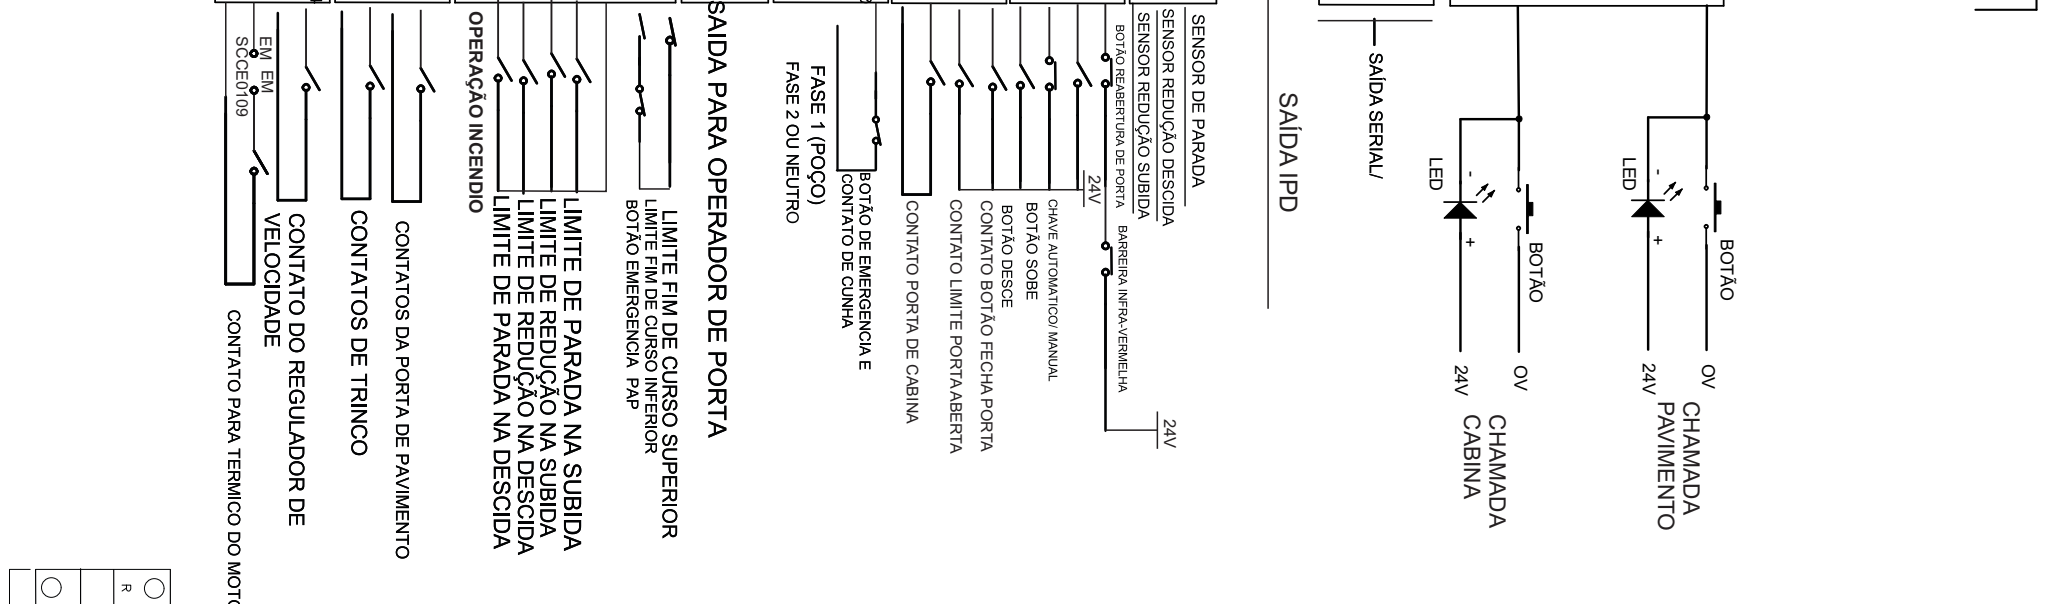 CHAMADA
PAVIMENTO
BOTÃO
LED
-
+
0V
24V
CHAMADA
CABINA
BOTÃO
LED
-
+
0V
24V
SAÍDA SERIAL/
SAÍDA IPD
SENSOR DE PARADA
SENSOR REDUÇÃO DESCIDA
SENSOR REDUÇÃO SUBIDA
BOTÃO REABERTURA DE PORTA
BARREIRA INFRA-VERMELHA
24V
24V
CHAVE AUTOMATICO/ MANUAL
BOTÃO SOBE
BOTÃO DESCE
CONTATO BOTÃO FECHA PORTA
CONTATO LIMITE PORTA ABERTA
CONTATO PORTA DE CABINA
BOTÃO DE EMERGENCIA E
CONTATO DE CUNHA
FASE 1 (POÇO)
FASE 2 OU NEUTRO
SAIDA PARA OPERADOR DE PORTA
LIMITE FIM DE CURSO SUPERIOR
LIMITE FIM DE CURSO INFERIOR
BOTÃO EMERGENCIA PAP
LIMITE DE PARADA NA SUBIDA
LIMITE DE REDUÇÃO NA SUBIDA
LIMITE DE REDUÇÃO NA DESCIDA
LIMITE DE PARADA NA DESCIDA
OPERAÇÃO INCENDIO
CONTATOS DA PORTA DE PAVIMENTO
CONTATOS DE TRINCO
CONTATO DO REGULADOR DE
VELOCIDADE
EM EM
SCCE0109
CONTATO PARA TERMICO DO MOTO
R